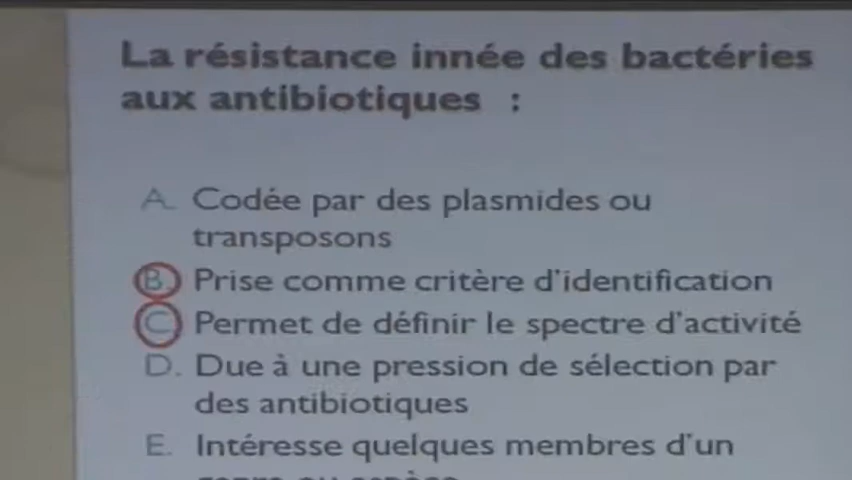 La résistance innée des bactéries
aux antibiotiques :
A. Codée par des plasmides ou
transposons
B. Prise comme critère d'identification
C. Permet de définir le spectre d'activité
D. Due à une pression de sélection par
des antibiotiques
E. Intéresse quelques membres d'un